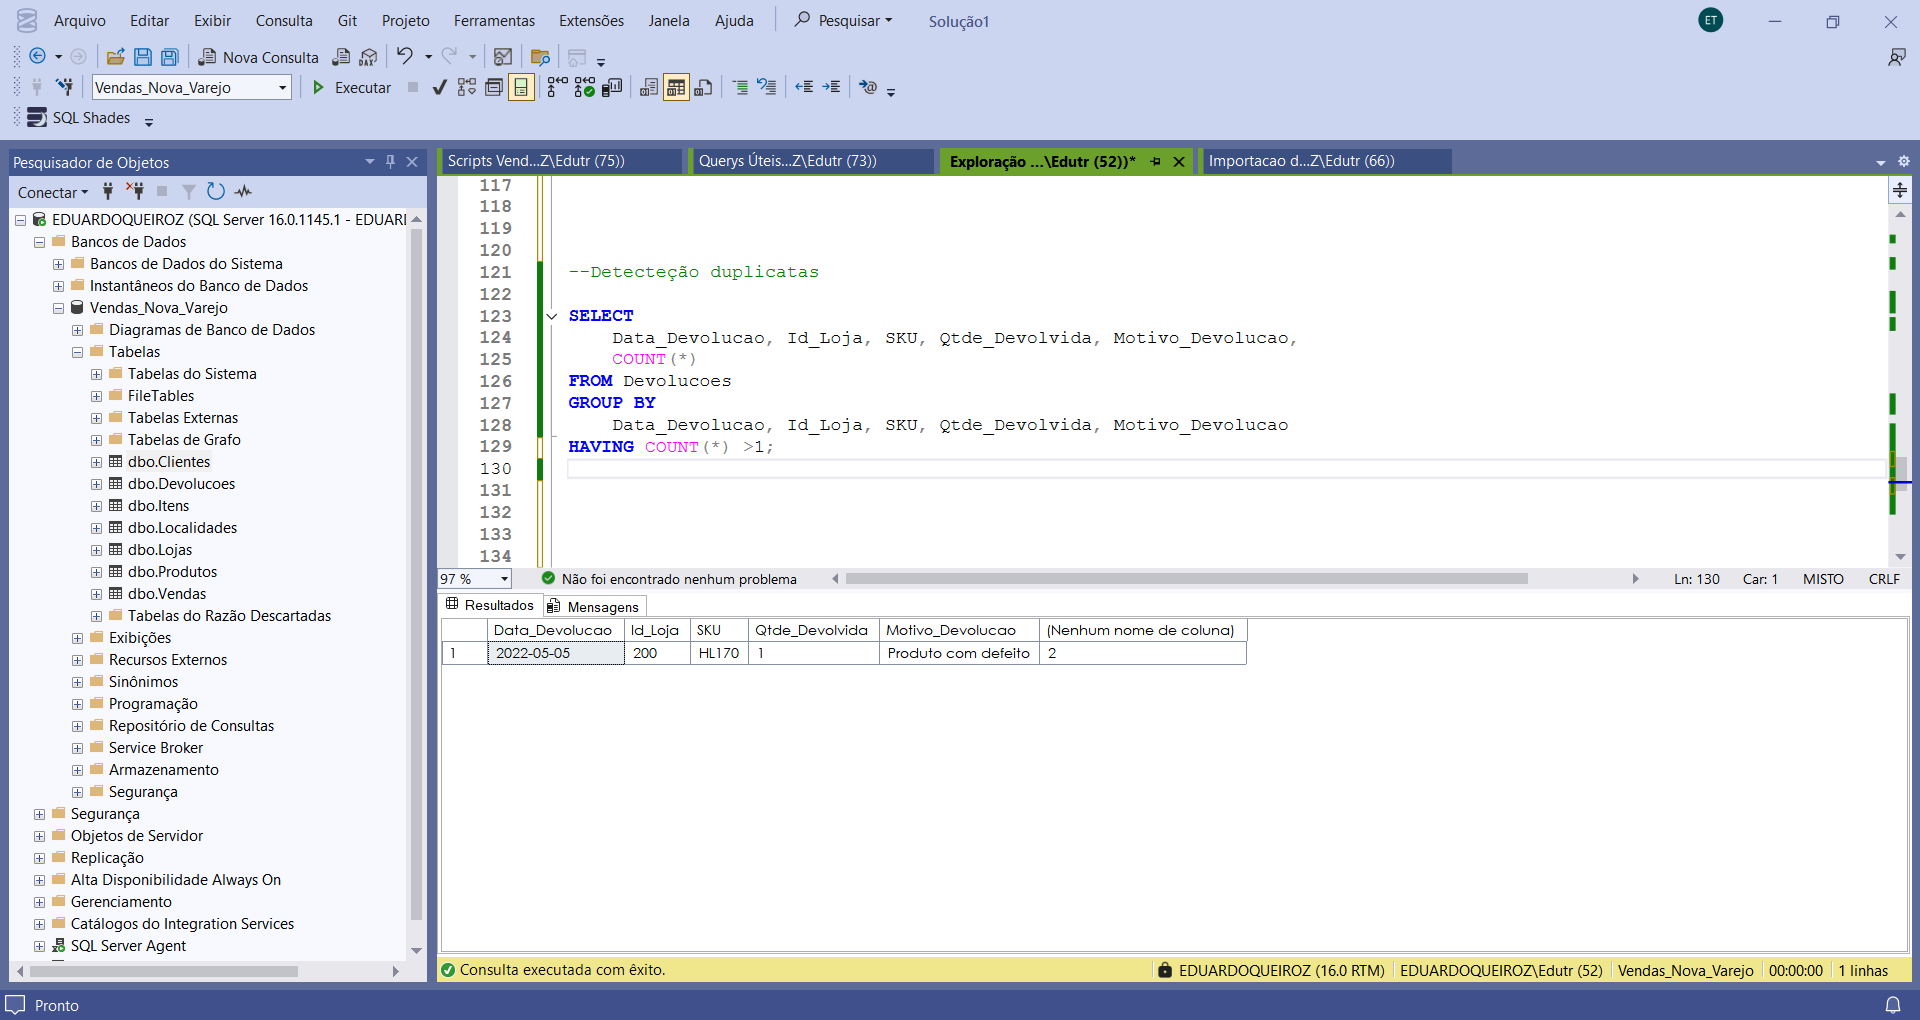 Arquivo Editar Exibir Consulta Git Projeto Ferramentas Extensões Janela Ajuda Pesquisar Solução1 ET
Nova Consulta DAX
Vendas_Nova_Varejo Executar
SQL Shades
Pesquisador de Objetos
Conectar
EDUARDOQUEIROZ (SQL Server 16.0.1145.1 - EDUARI
Bancos de Dados
Bancos de Dados do Sistema
Instantâneos do Banco de Dados
Vendas_Nova_Varejo
Diagramas de Banco de Dados
Tabelas
Tabelas do Sistema
FileTables
Tabelas Externas
Tabelas de Grafo
dbo.Clientes
dbo.Devolucoes
dbo.Itens
dbo.Localidades
dbo.Lojas
dbo.Produtos
dbo.Vendas
Tabelas do Razão Descartadas
Exibições
Recursos Externos
Sinônimos
Programação
Repositório de Consultas
Service Broker
Armazenamento
Segurança
Segurança
Objetos de Servidor
Replicação
Alta Disponibilidade Always On
Gerenciamento
Catálogos do Integration Services
SQL Server Agent
Scripts Vend...Z\Edutr (75)) Querys Úteis...Z\Edutr (73)) Exploração ...\Edutr (52))* Importacao d...Z\Edutr (66))
117
118
119
120
121 --Detecteção duplicatas
122
123 SELECT
124 Data_Devolucao, Id_Loja, SKU, Qtde_Devolvida, Motivo_Devolucao,
125 COUNT(*)
126 FROM Devolucoes
127 GROUP BY
128 Data_Devolucao, Id_Loja, SKU, Qtde_Devolvida, Motivo_Devolucao
129 HAVING COUNT(*) >1;
130
131
132
133
134
97 % Não foi encontrado nenhum problema Ln: 130 Car: 1 MISTO CRLF
Resultados Mensagens
Data_Devolucao Id_Loja SKU Qtde_Devolvida Motivo_Devolucao (Nenhum nome de coluna)
1 2022-05-05 200 HL170 1 Produto com defeito 2
Consulta executada com êxito. EDUARDOQUEIROZ (16.0 RTM) EDUARDOQUEIROZ\Edutr (52) Vendas_Nova_Varejo 00:00:00 1 linhas
Pronto